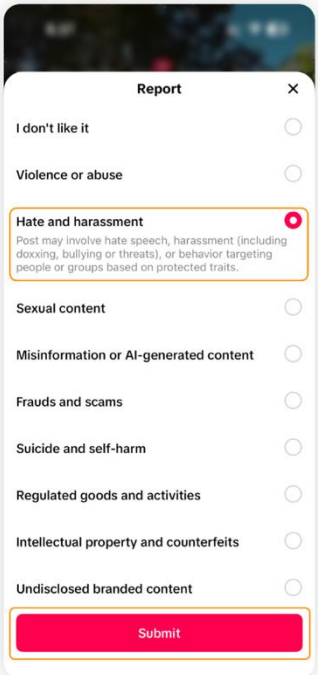 Report
I don't like it
Violence or abuse
Hate and harassment
Post may involve hate speech, harassment (including
doxxing, bullying or threats), or behavior targeting
people or groups based on protected traits.
Sexual content
Misinformation or AI-generated content
Frauds and scams
Suicide and self-harm
Regulated goods and activities
Intellectual property and counterfeits
Undisclosed branded content
Submit